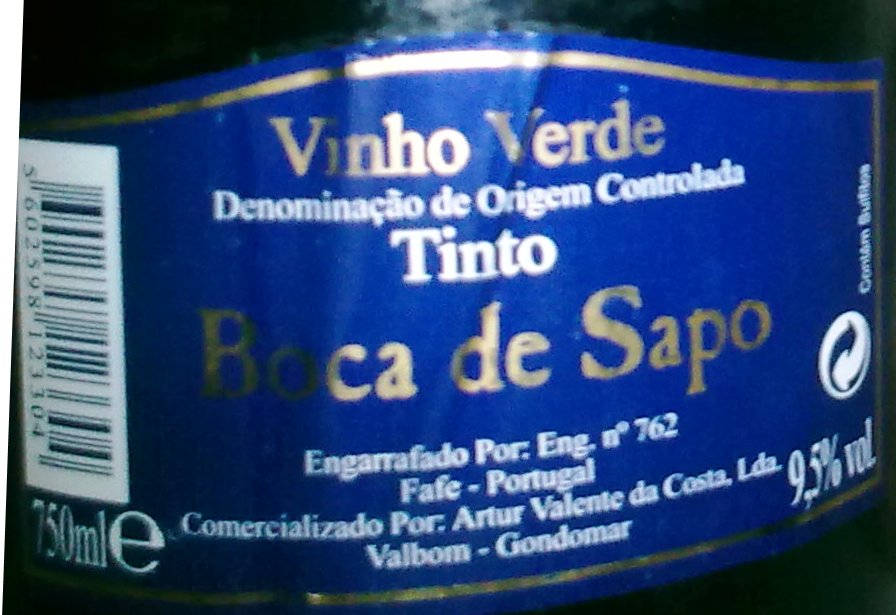 Vinho Verde
Denominação de Origem Controlada
Tinto
Boca de Sapo
Engarrafado Por: Eng. nº 762
Fafe - Portugal
Comercializado Por: Artur Valente da Costa, Lda.
Valbom - Gondomar
750ml e
9,5% vol.
Contém Sulfitos
5 602598 123304